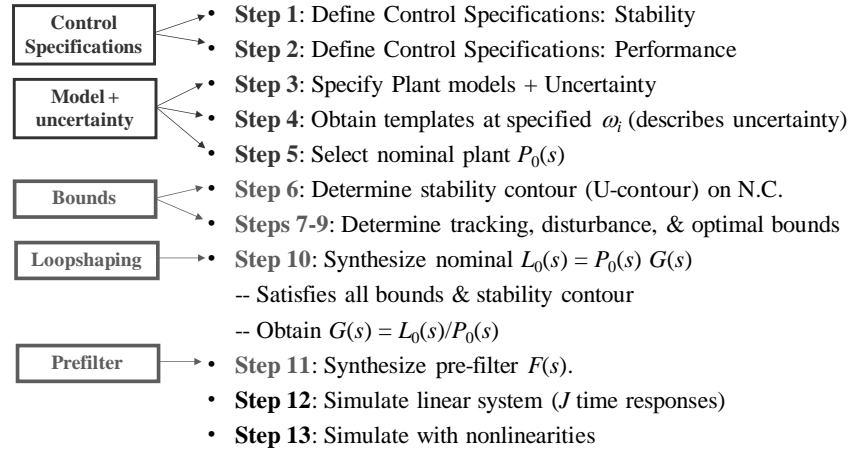 Control
Specifications
• Step 1: Define Control Specifications: Stability
• Step 2: Define Control Specifications: Performance
Model +
uncertainty
• Step 3: Specify Plant models + Uncertainty
• Step 4: Obtain templates at specified ωi (describes uncertainty)
• Step 5: Select nominal plant P0(s)
Bounds
• Step 6: Determine stability contour (U-contour) on N.C.
• Steps 7-9: Determine tracking, disturbance, & optimal bounds
Loopshaping
• Step 10: Synthesize nominal L0(s) = P0(s) G(s)
-- Satisfies all bounds & stability contour
-- Obtain G(s) = L0(s)/P0(s)
Prefilter
• Step 11: Synthesize pre-filter F(s).
• Step 12: Simulate linear system (J time responses)
• Step 13: Simulate with nonlinearities